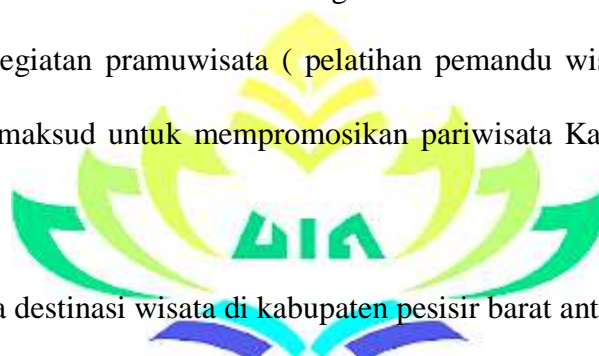 egiatan pramuwisata ( pelatihan pemandu wis
maksud untuk mempromosikan pariwisata Ka
UIN
a destinasi wisata di kabupaten pesisir barat ant